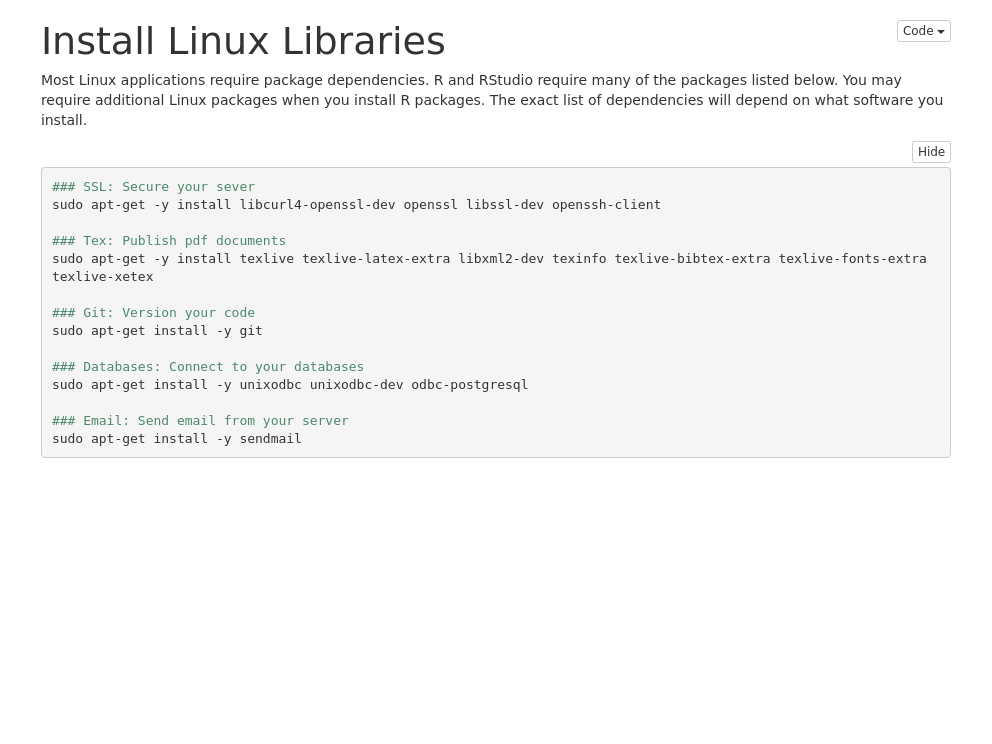 Install Linux Libraries
Code
Most Linux applications require package dependencies. R and RStudio require many of the packages listed below. You may
require additional Linux packages when you install R packages. The exact list of dependencies will depend on what software you
install.
Hide
### SSL: Secure your sever
sudo apt-get -y install libcurl4-openssl-dev openssl libssl-dev openssh-client
### Tex: Publish pdf documents
sudo apt-get -y install texlive texlive-latex-extra libxml2-dev texinfo texlive-bibtex-extra texlive-fonts-extra
texlive-xetex
### Git: Version your code
sudo apt-get install -y git
### Databases: Connect to your databases
sudo apt-get install -y unixodbc unixodbc-dev odbc-postgresql
### Email: Send email from your server
sudo apt-get install -y sendmail